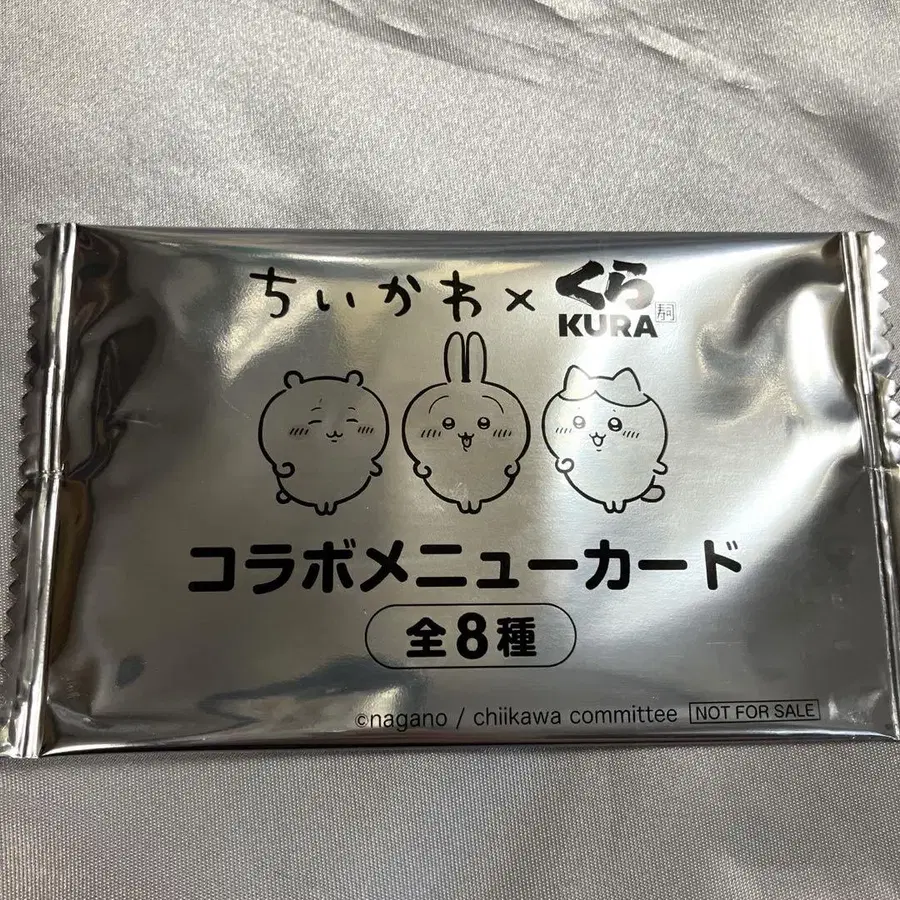 ちいかわ×くら
KURA
コラボメニューカード
全8種
©nagano / chiikawa committee NOT FOR SALE